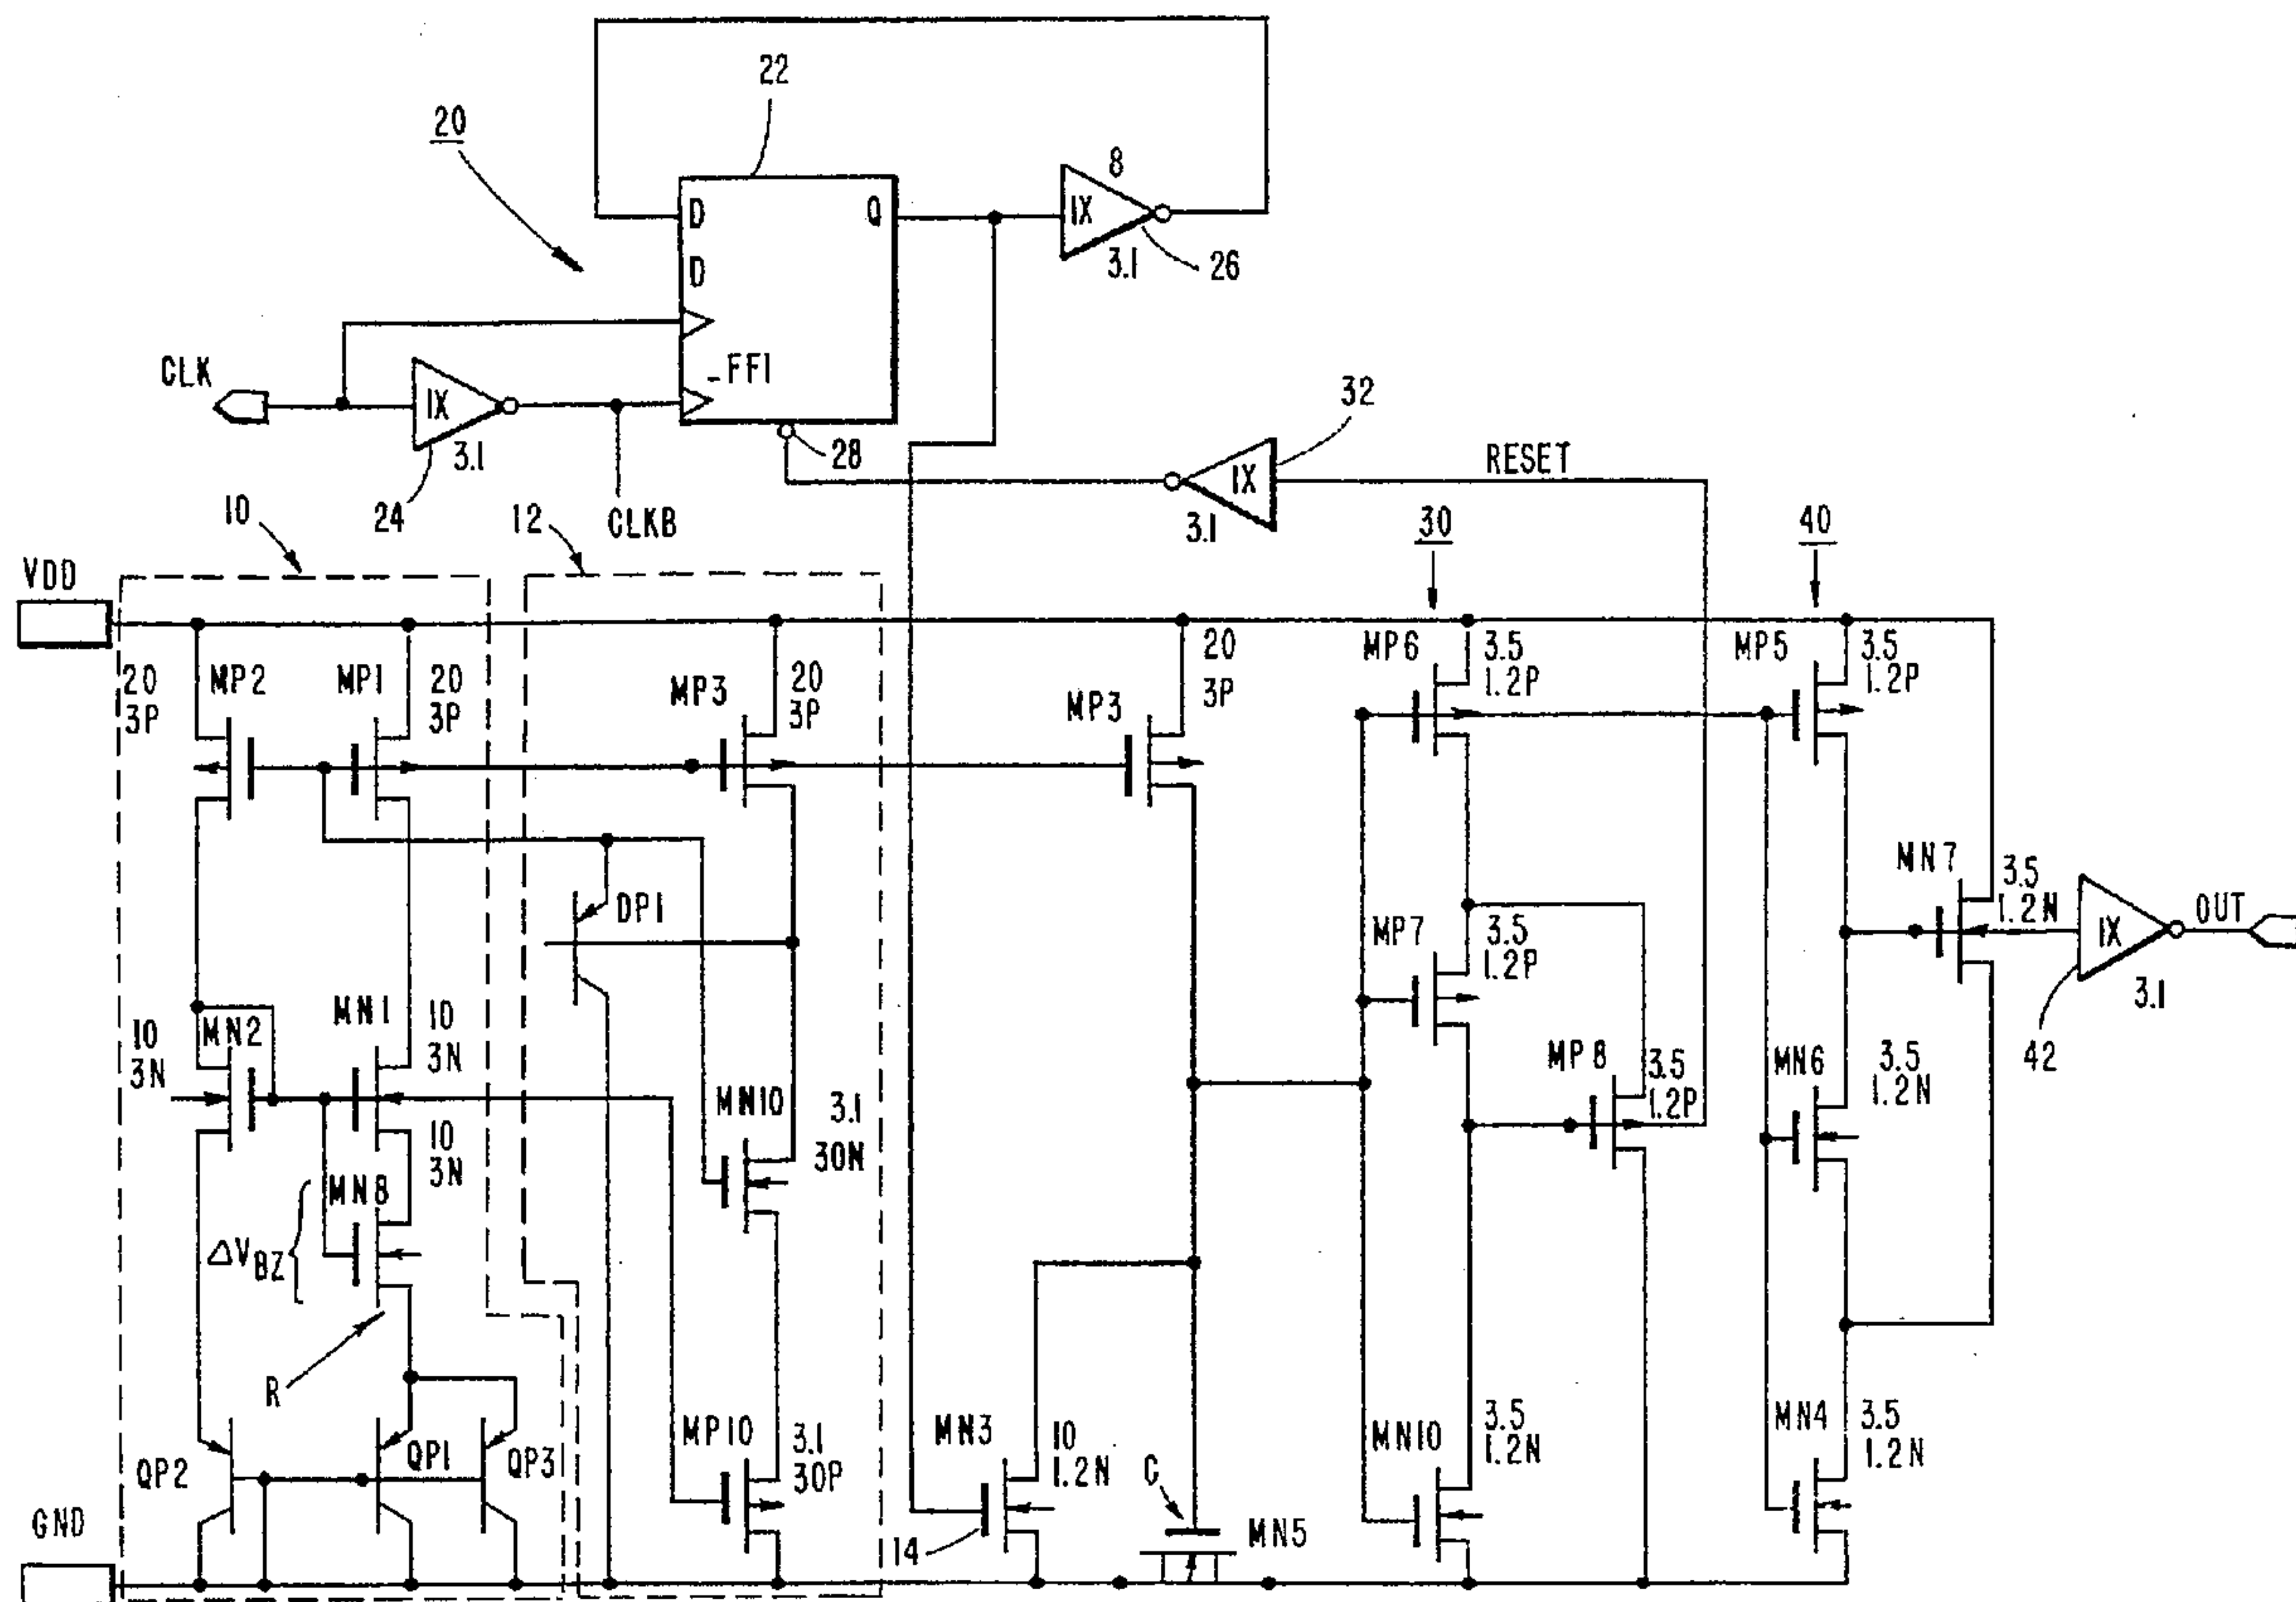 22
20
8
D
Q
IX
D
3.1
26
CLK
_FF1
IX
3.1
28
32
24
CLKB
IX
RESET
3.1
10
12
30
40
VDD
20
3P
MP2
MP1
20
3P
MP3
20
3P
MP3
20
3P
MP6
3.5
1.2P
MP5
3.5
1.2P
DP1
MP7
3.5
1.2P
MN7
3.5
1.2N
IX
OUT
3.1
42
10
3N
MN2
MN1
10
3N
MN10
3.1
30N
MP8
3.5
1.2P
MN6
3.5
1.2N
10
3N
MN8
ΔVBZ
R
QP2
QP1
QP3
MP10
3.1
30P
MN3
10
1.2N
14
C
MN5
MN10
3.5
1.2N
MN4
3.5
1.2N
GND